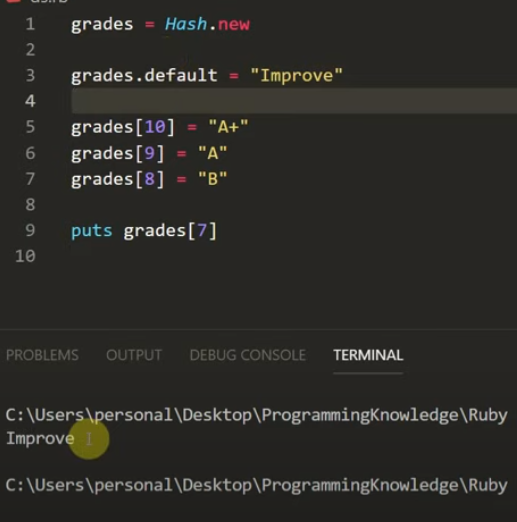 1 grades = Hash.new
2
3 grades.default = "Improve"
4
5 grades[10] = "A+"
6 grades[9] = "A"
7 grades[8] = "B"
8
9 puts grades[7]
10
PROBLEMS OUTPUT DEBUG CONSOLE TERMINAL
C:\Users\personal\Desktop\ProgrammingKnowledge\Ruby
Improve
C:\Users\personal\Desktop\ProgrammingKnowledge\Ruby